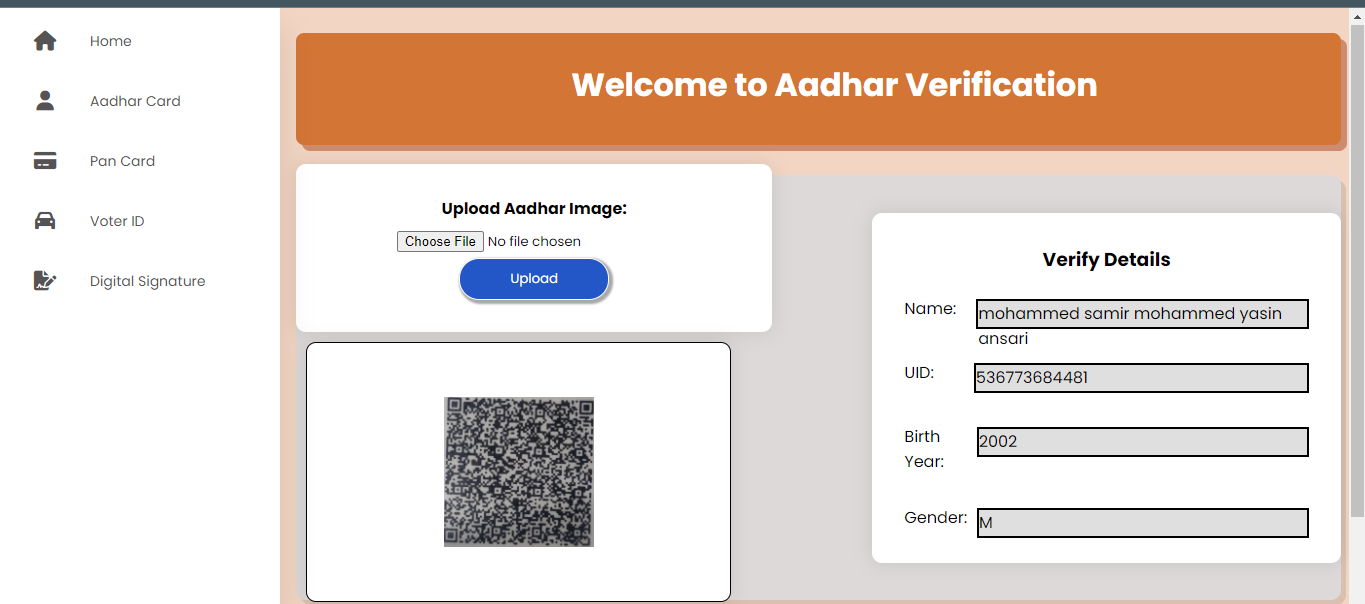 Home
Aadhar Card
Pan Card
Voter ID
Digital Signature
Welcome to Aadhar Verification
Upload Aadhar Image:
Choose File No file chosen
Upload
Verify Details
Name: mohammed samir mohammed yasin
ansari
UID: 536773684481
Birth
Year: 2002
Gender: M